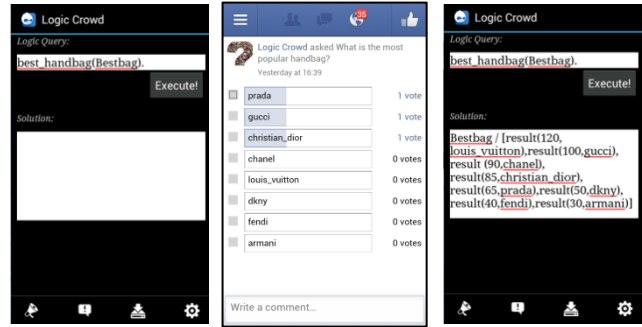 Logic Crowd
Logic Query:
best_handbag(Bestbag).
Execute!
Solution:
35
Logic Crowd asked What is the
most popular handbag?
Yesterday at 16:39
prada 1 vote
gucci 1 vote
christian_dior 1 vote
chanel 0 votes
louis_vuitton 0 votes
dkny 0 votes
fendi 0 votes
armani 0 votes
Write a comment...
Logic Crowd
Logic Query:
best_handbag(Bestbag).
Execute!
Solution:
Bestbag / [result(120,
louis_vuitton),result(100,gucci),
result (90,chanel),
result(85,christian_dior),
result(65,prada),result(50,dkny),
result(40,fendi),result(30,armani)]